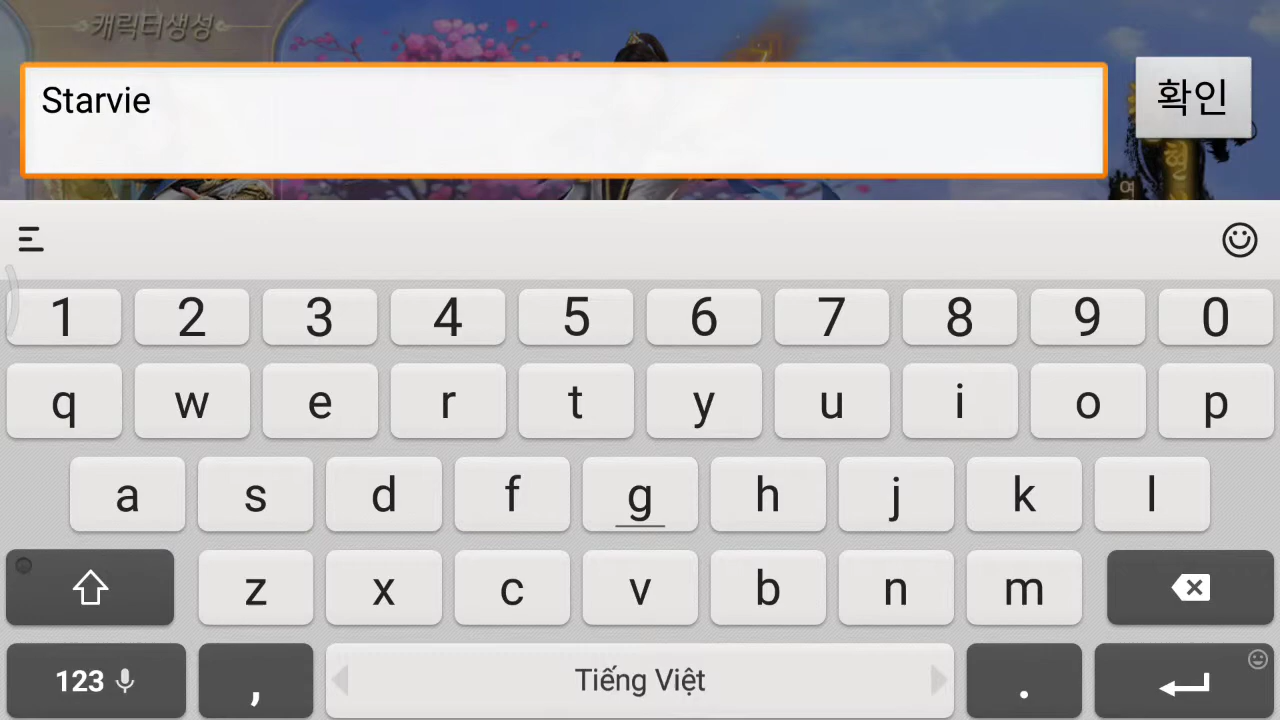 캐릭터생성
Starvie
확인
여
1 2 3 4 5 6 7 8 9 0
q w e r t y u i o p
a s d f g h j k l
z x c v b n m
123 , Tiếng Việt .